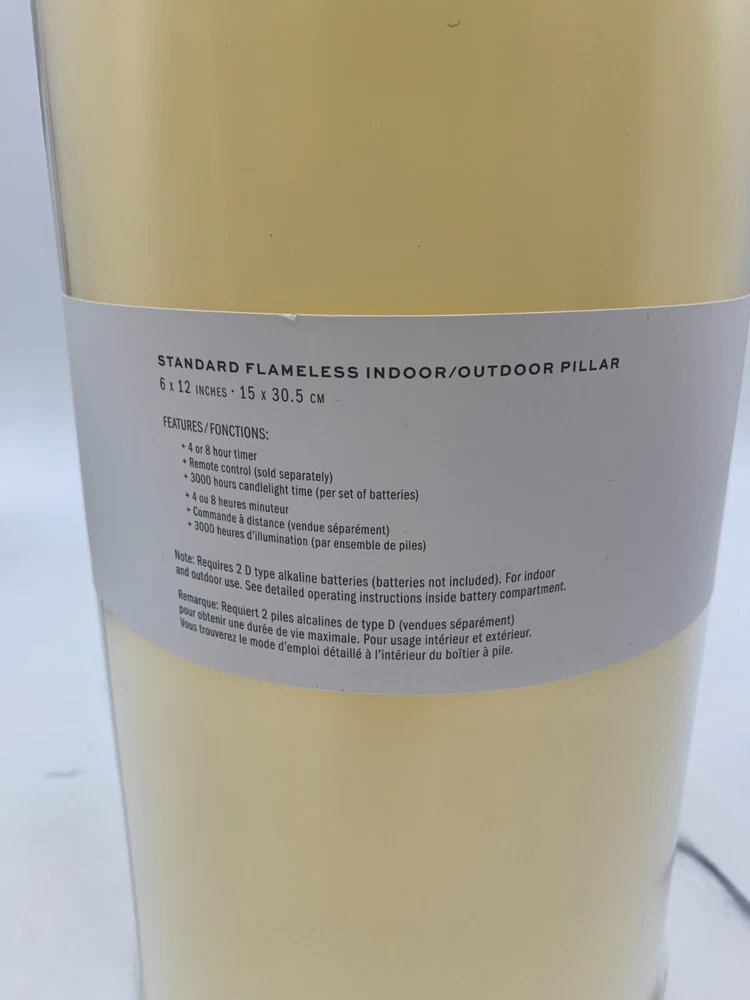 STANDARD FLAMELESS INDOOR/OUTDOOR PILLAR
6 x 12 INCHES · 15 x 30.5 CM
FEATURES/FONCTIONS:
+ 4 or 8 hour timer
+ Remote control (sold separately)
+ 3000 hours candlelight time (per set of batteries)
+ 4 ou 8 heures minuteur
+ Commande à distance (vendue séparément)
+ 3000 heures d'illumination (par ensemble de piles)
Note: Requires 2 D type alkaline batteries (batteries not included). For indoor
and outdoor use. See detailed operating instructions inside battery compartment.
Remarque: Requiert 2 piles alcalines de type D (vendues séparément)
pour obtenir une durée de vie maximale. Pour usage intérieur et extérieur.
Vous trouverez le mode d'emploi détaillé à l'intérieur du boîtier à pile.